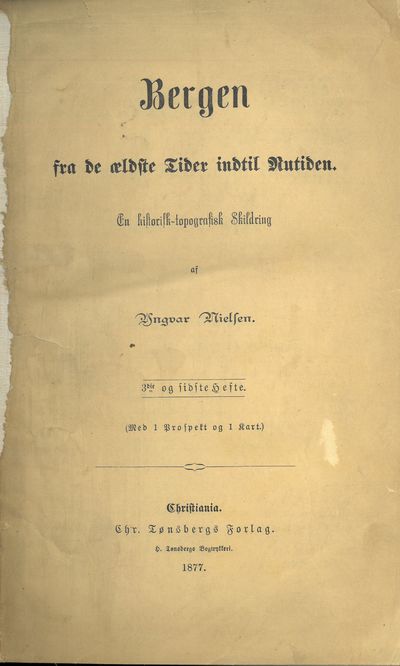 Bergen
fra de ældste Tider indtil Nutiden.
En historisk-topografisk Skildring
af
Yngvar Nielsen.
3die og sidste Hefte.
(Med 1 Prospekt og 1 Kart.)
Christiania.
Chr. Tønsbergs Forlag.
H. Tønsbergs Bogtrykkeri.
1877.